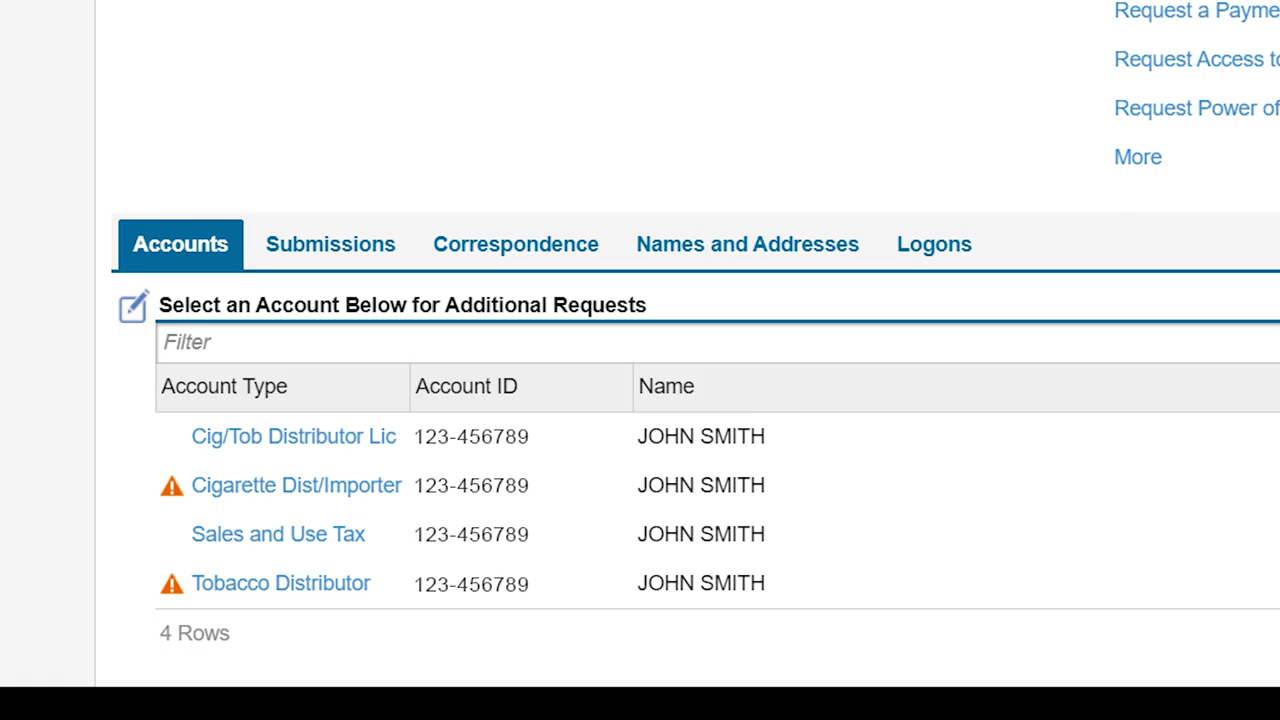 Request a
Request Access
Request Power of
More
Accounts Submissions Correspondence Names and Addresses Logons
Select an Account Below for Additional Requests
Filter
Account Type Account ID Name
Cig/Tob Distributor Lic 123-456789 JOHN SMITH
Cigarette Dist/Importer 123-456789 JOHN SMITH
Sales and Use Tax 123-456789 JOHN SMITH
Tobacco Distributor 123-456789 JOHN SMITH
4 Rows